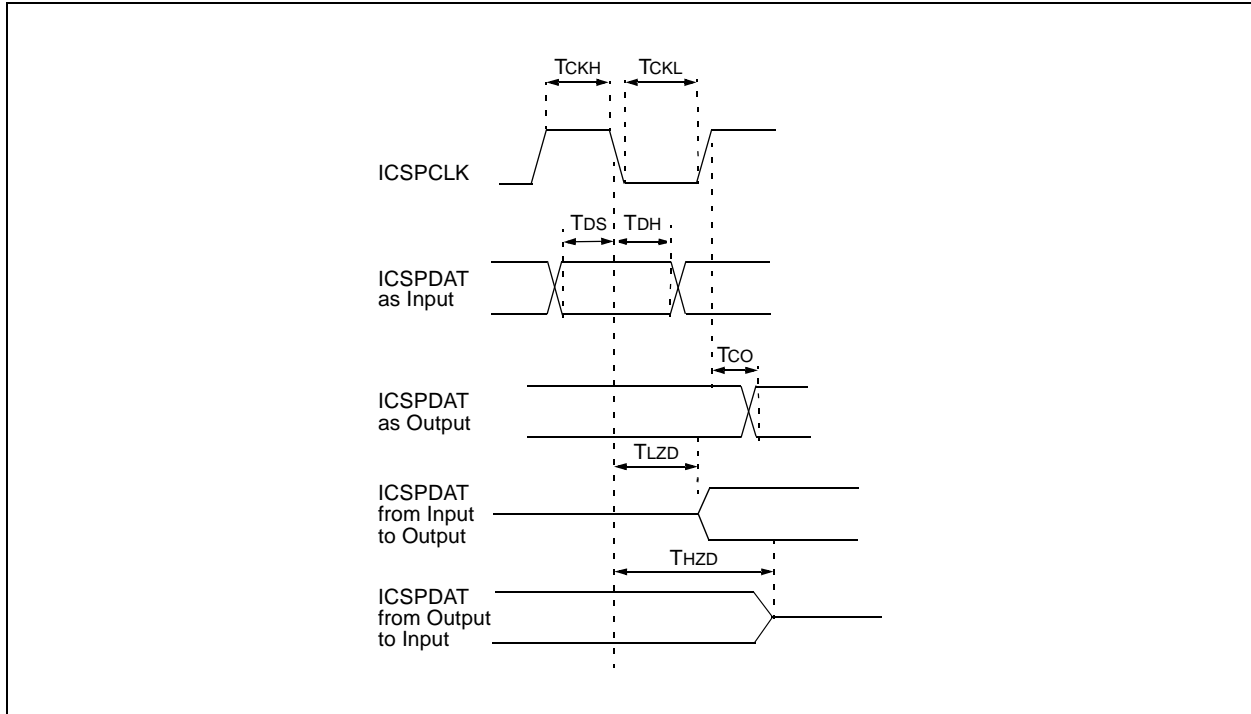 TCKH TCKL
ICSPCLK
TDS TDH
ICSPDAT
as Input
TCO
ICSPDAT
as Output
TLZD
ICSPDAT
from Input
to Output
THZD
ICSPDAT
from Output
to Input